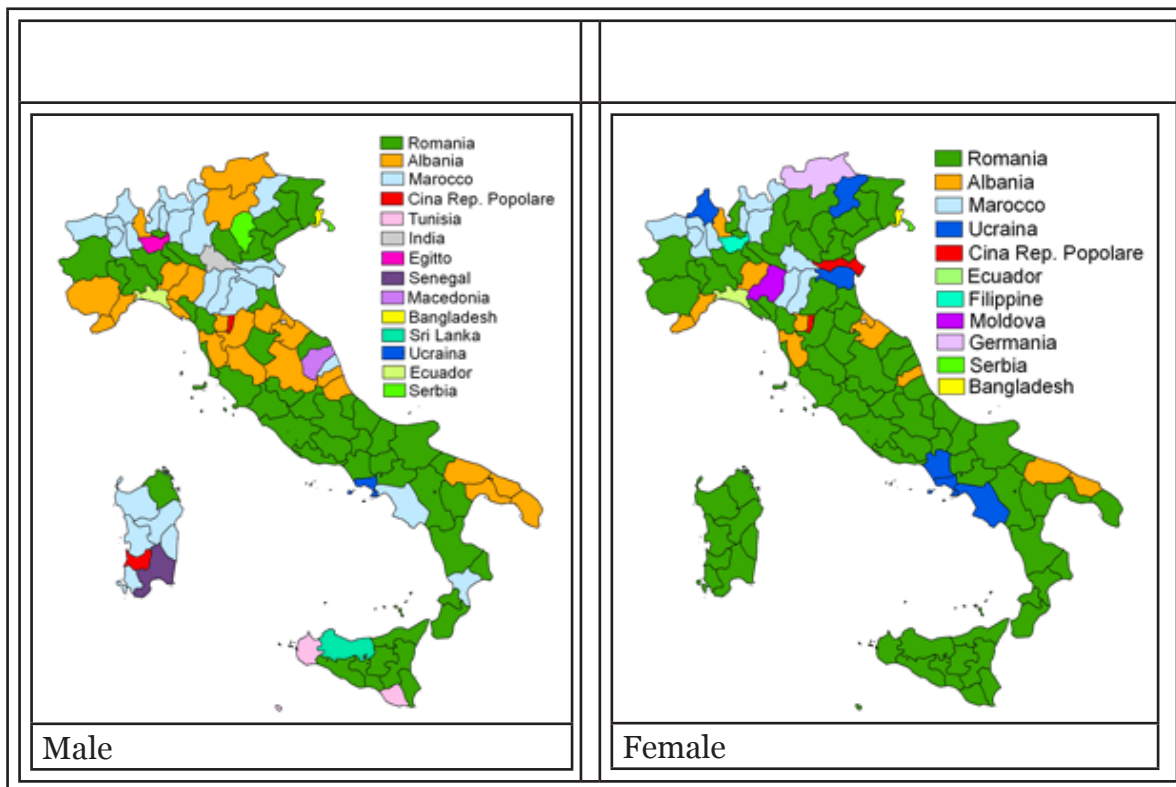 Romania
Albania
Marocco
Cina Rep. Popolare
Tunisia
India
Egitto
Senegal
Macedonia
Bangladesh
Sri Lanka
Ucraina
Ecuador
Serbia
Male
Romania
Albania
Marocco
Ucraina
Cina Rep. Popolare
Ecuador
Filippine
Moldova
Germania
Serbia
Bangladesh
Female